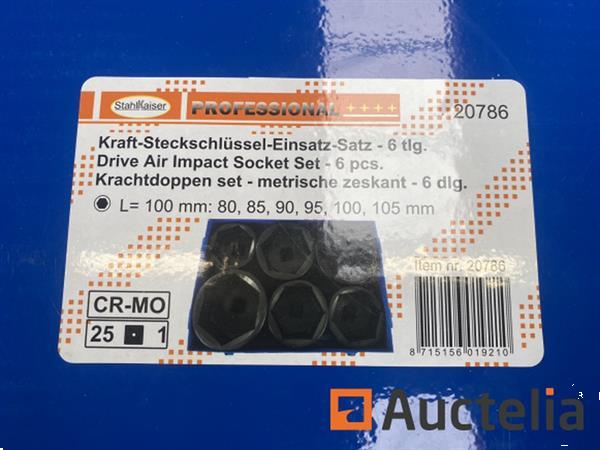 StahlKaiser
PROFESSIONAL ++++
20786
Kraft-Steckschlüssel-Einsatz-Satz - 6 tlg.
Drive Air Impact Socket Set - 6 pcs.
Krachtdoppen set - metrische zeskant - 6 dlg.
L= 100 mm: 80, 85, 90, 95, 100, 105 mm
Item nr. 20786
CR-MO
25 1
8 715156 019210
Auctelia